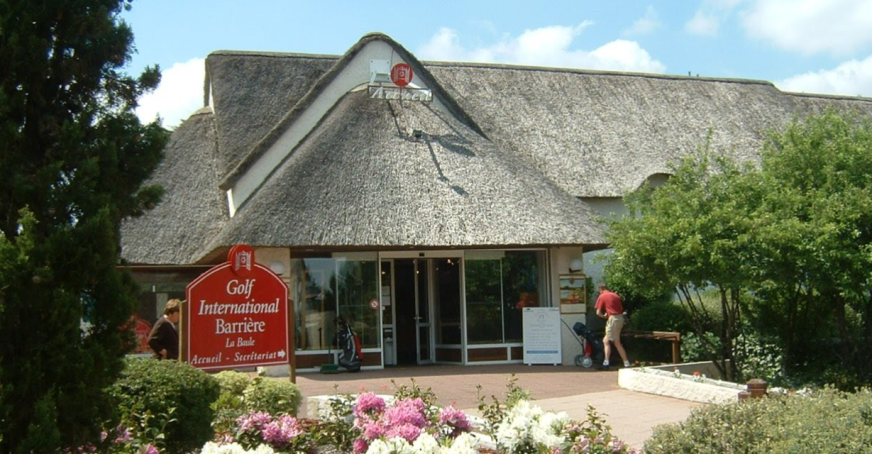 Golf
International
Barrière
La Baule
Accueil - Secrétariat